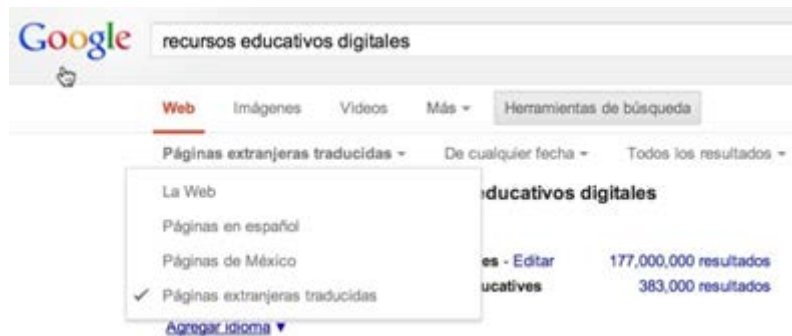 Google recursos educativos digitales
Web Imágenes Videos Más Herramientas de búsqueda
Páginas extranjeras traducidas De cualquier fecha Todos los resultados
La Web
educativos digitales
Páginas en español
Páginas de México
es - Editar 177,000,000 resultados
Páginas extranjeras traducidas
ucatives 383,000 resultados
Agregar idioma